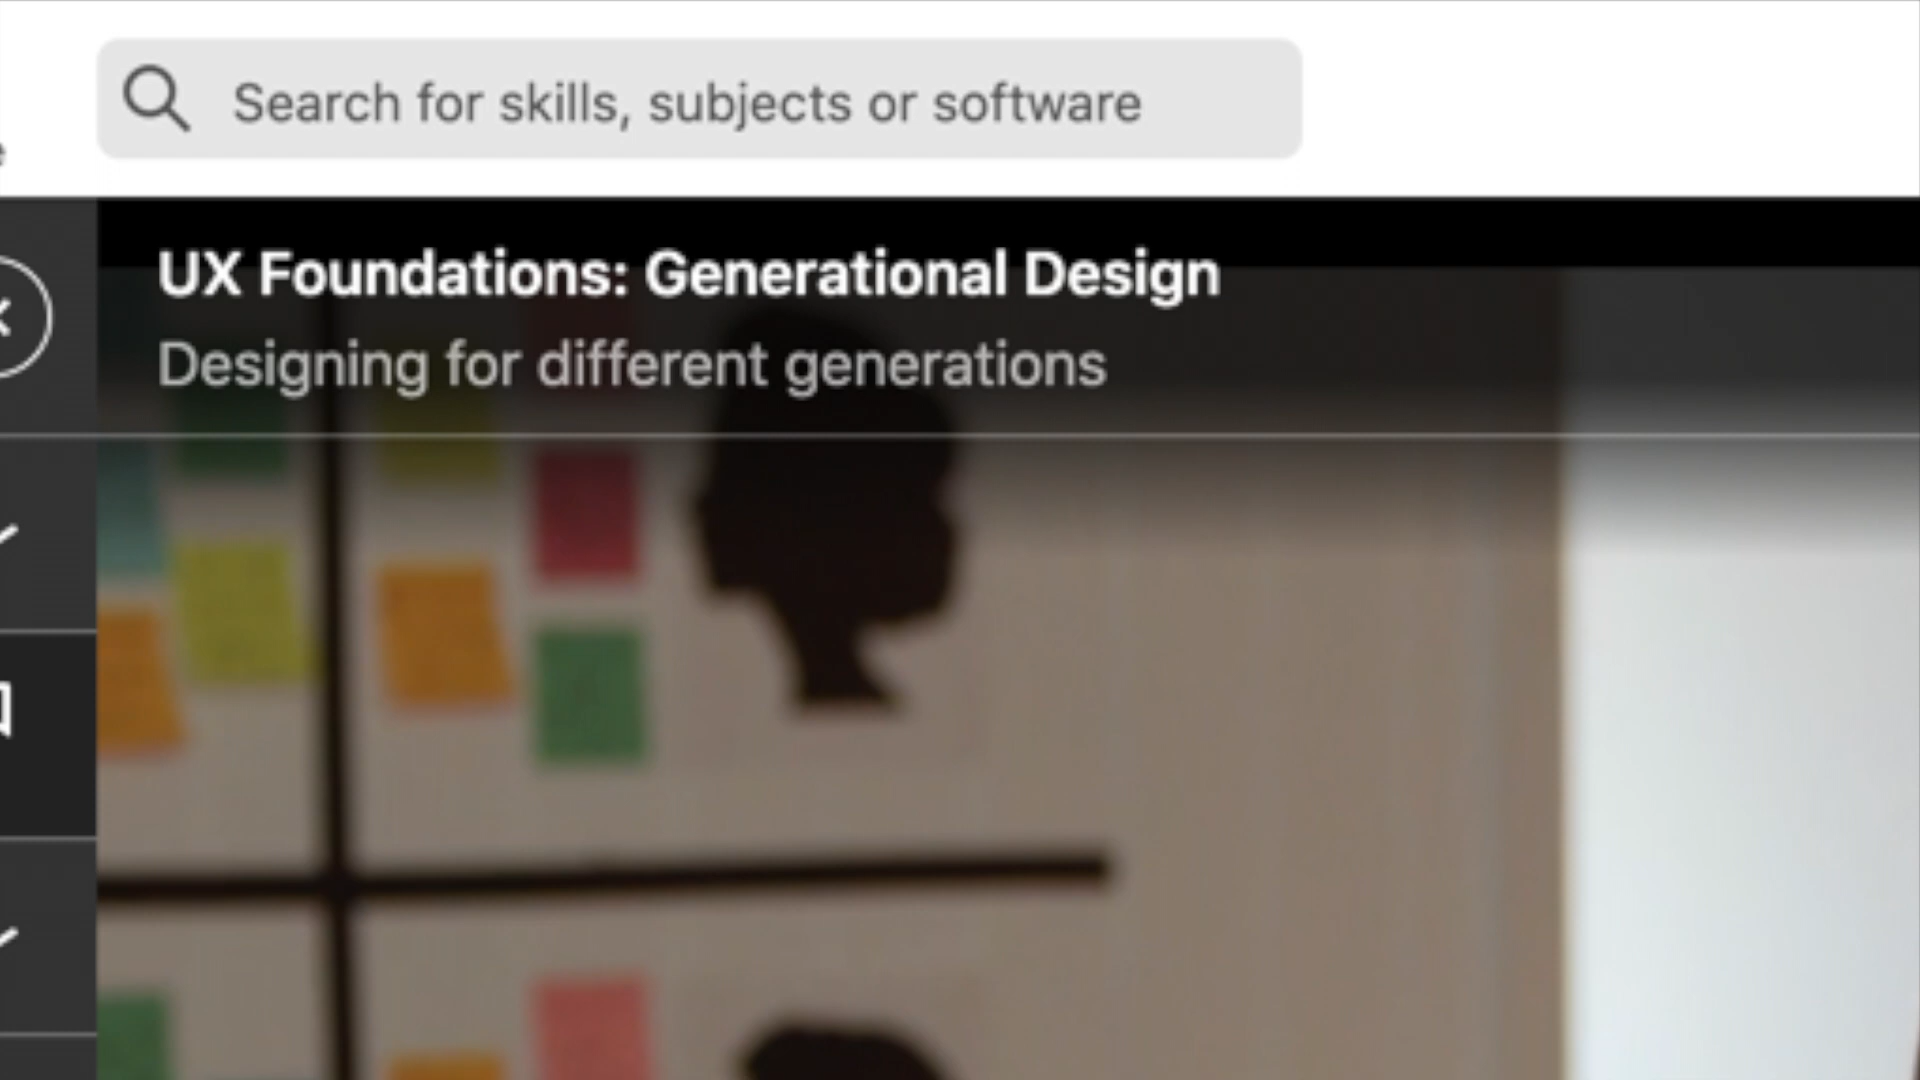 Search for skills, subjects or software
UX Foundations: Generational Design
Designing for different generations